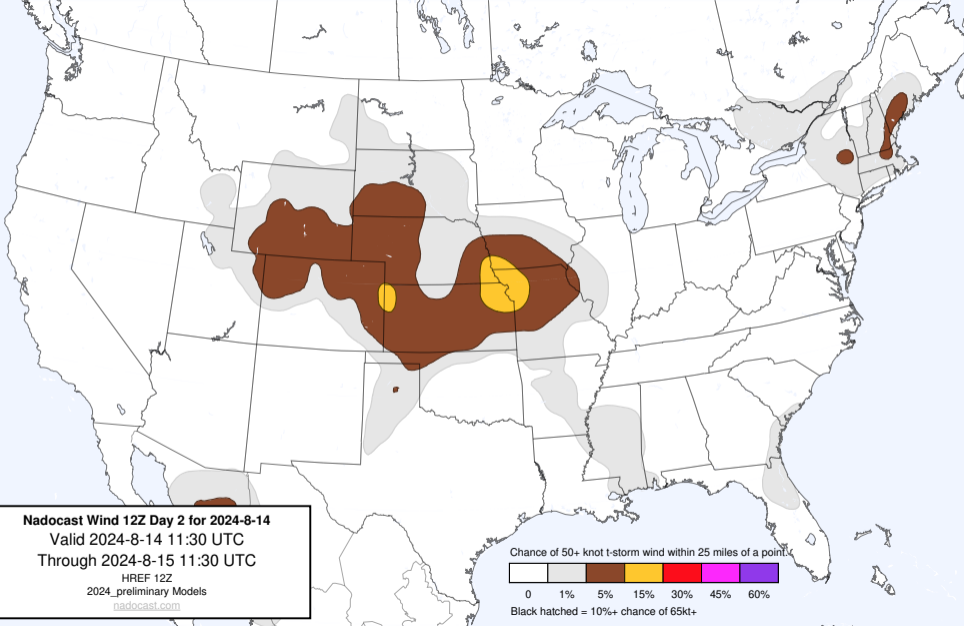 Nadocast Wind 12Z Day 2 for 2024-8-14
Valid 2024-8-14 11:30 UTC
Through 2024-8-15 11:30 UTC
HREF 12Z
2024_preliminary Models
nadocast.com
Chance of 50+ knot t-storm wind within 25 miles of a point.
0 1% 5% 15% 30% 45% 60%
Black hatched = 10%+ chance of 65kt+